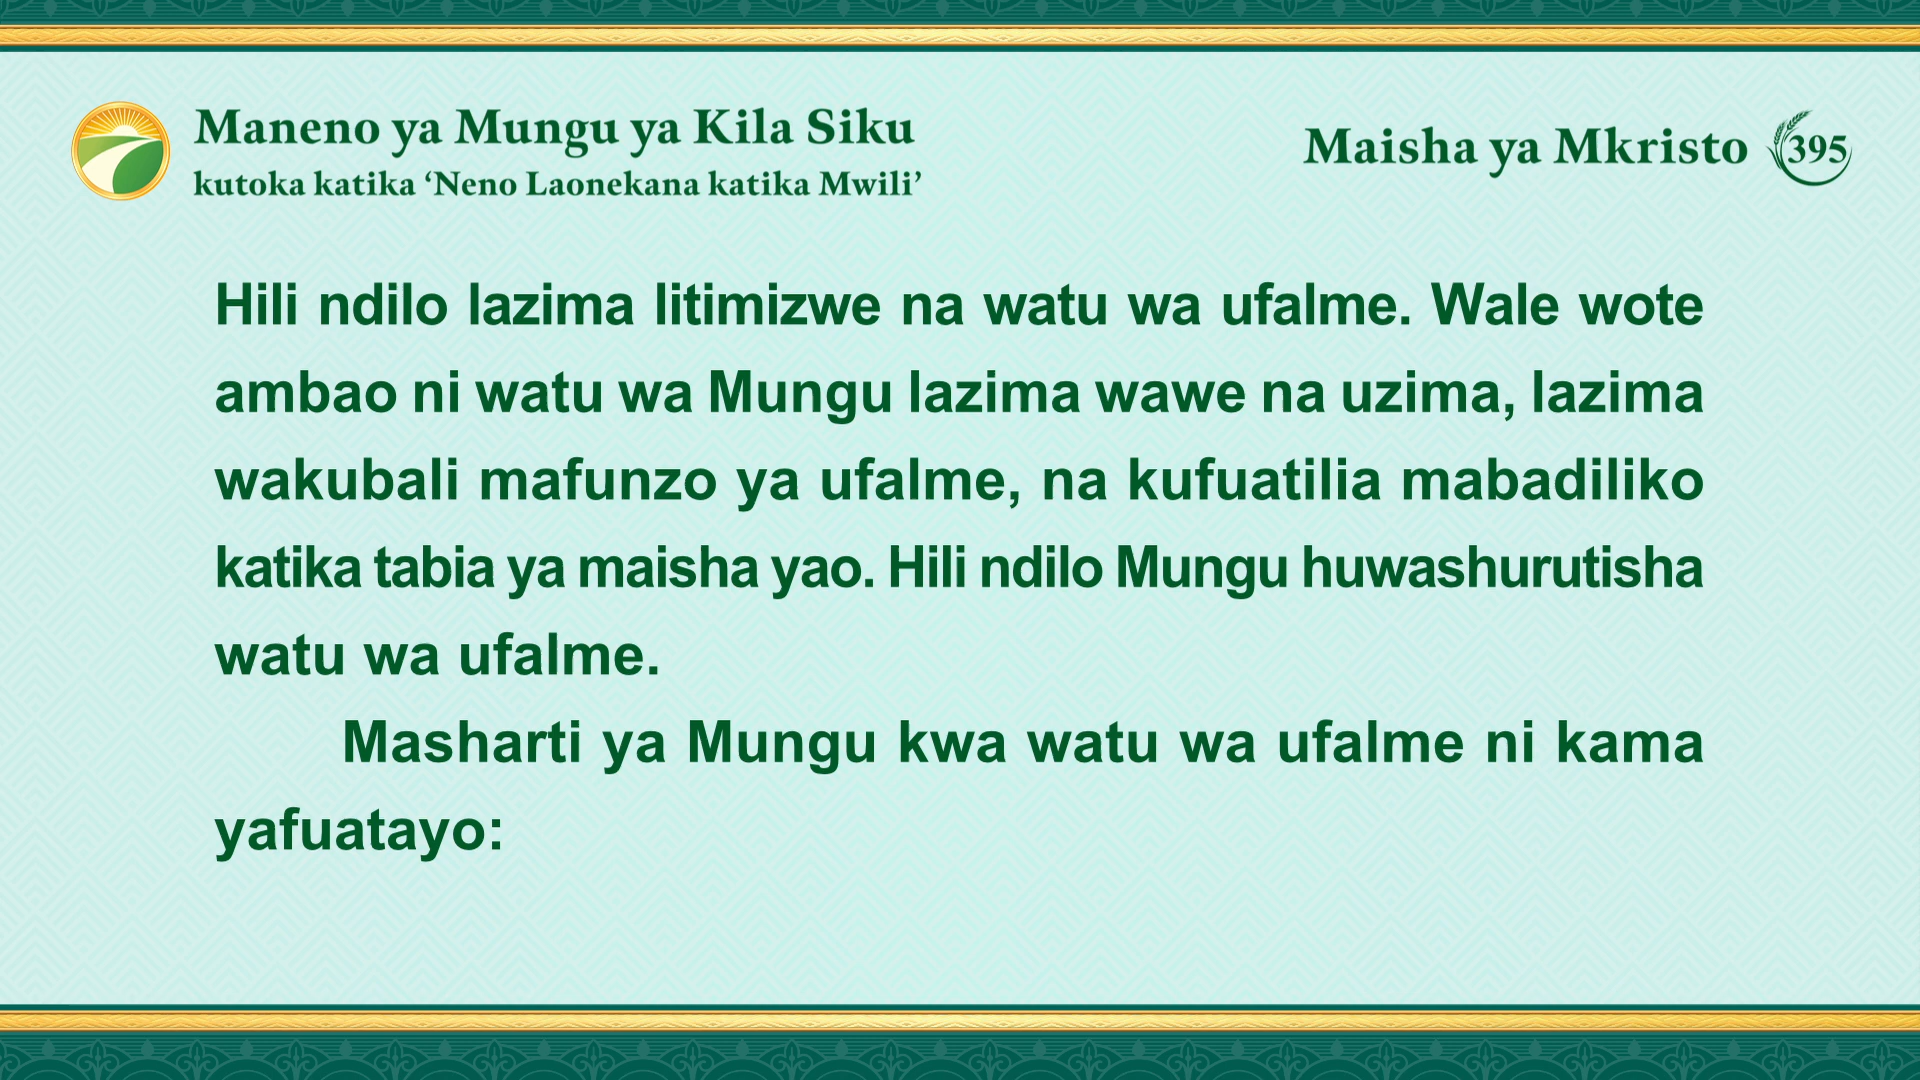 Maneno ya Mungu ya Kila Siku
kutoka katika ‘Neno Laonekana katika Mwili’
Maisha ya Mkristo 395
Hili ndilo lazima litimizwe na watu wa ufalme. Wale wote
ambao ni watu wa Mungu lazima wawe na uzima, lazima
wakubali mafunzo ya ufalme, na kufuatilia mabadiliko
katika tabia ya maisha yao. Hili ndilo Mungu huwashurutisha
watu wa ufalme.
Masharti ya Mungu kwa watu wa ufalme ni kama
yafuatayo: